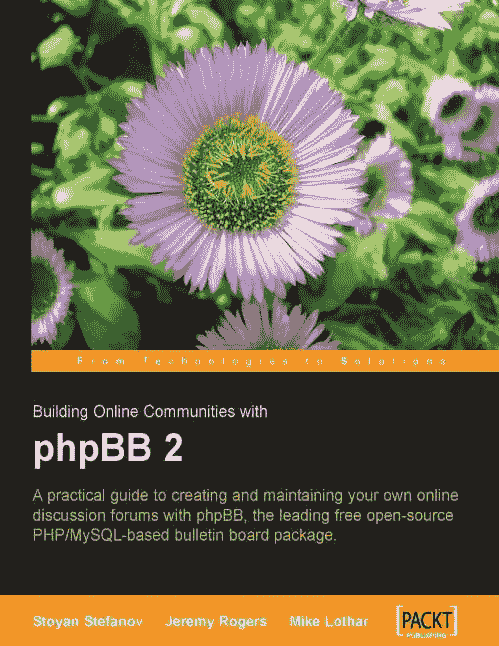 From Technologies to Solutions
Building Online Communities with
phpBB 2
A practical guide to creating and maintaining your own online
discussion forums with phpBB, the leading free open-source
PHP/MySQL-based bulletin board package.
Stoyan Stefanov Jeremy Rogers Mike Lothar
[PACKT]
PUBLISHING